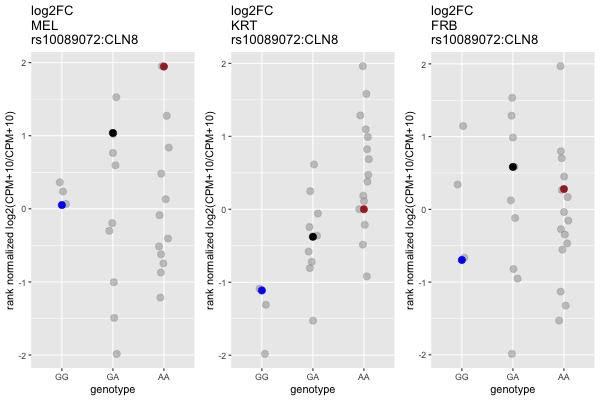 log2FC
MEL
rs10089072:CLN8
rank normalized log2(CPM+10/CPM+10)
2
1
0
-1
-2
GG
GA
AA
genotype
log2FC
KRT
rs10089072:CLN8
rank normalized log2(CPM+10/CPM+10)
2
1
0
-1
-2
GG
GA
AA
genotype
log2FC
FRB
rs10089072:CLN8
rank normalized log2(CPM+10/CPM+10)
2
1
0
-1
-2
GG
GA
AA
genotype